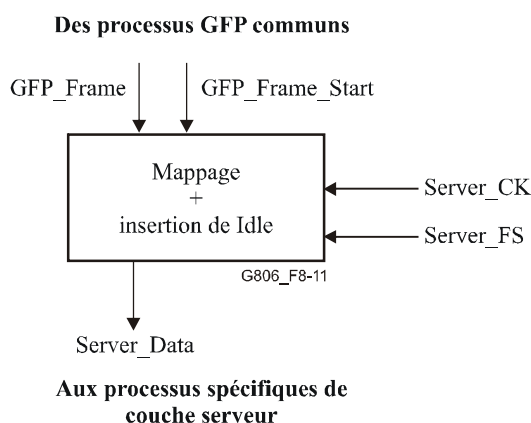 Des processus GFP communs
GFP_Frame
GFP_Frame_Start
Mappage
+
insertion de Idle
Server_CK
Server_FS
G806_F8-11
Server_Data
Aux processus spécifiques de
couche serveur